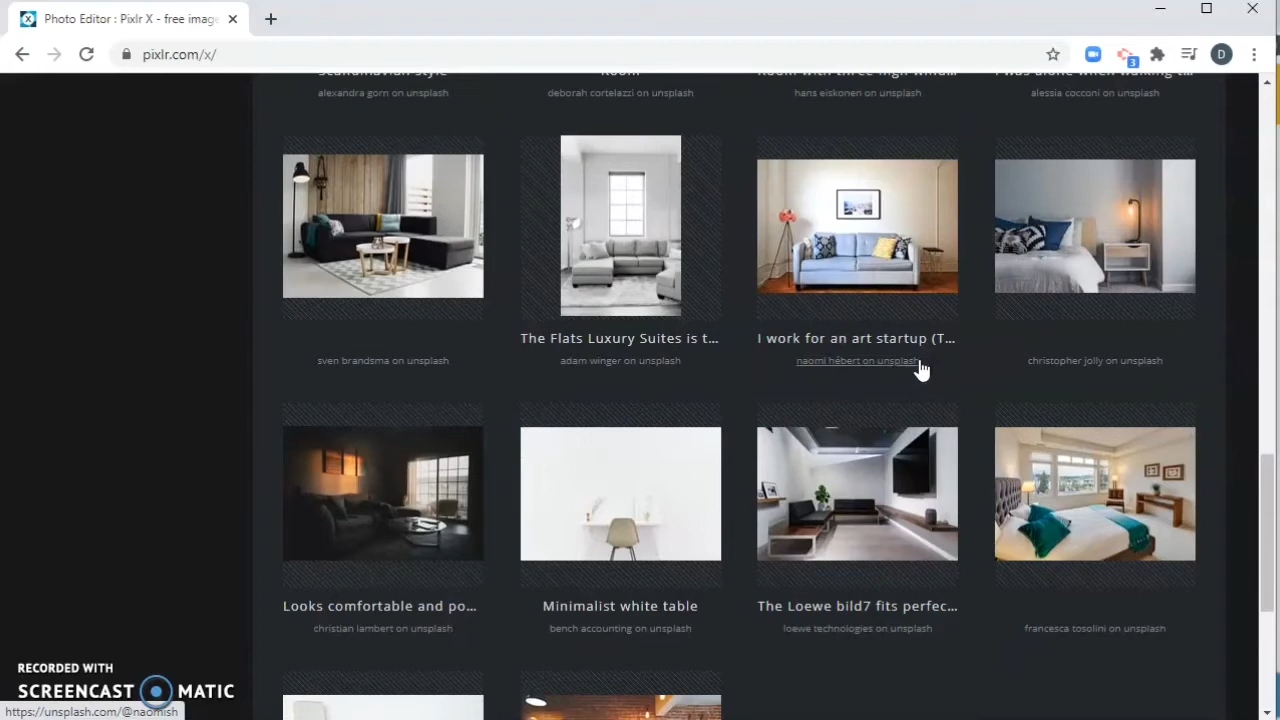 Photo Editor : Pixlr X - free imag
pixlr.com/x/
3
D
alexandra gorn on unsplash
deborah cortelazzi on unsplash
hans eiskonen on unsplash
alessia cocconi on unsplash
The Flats Luxury Suites is t...
I work for an art startup (T...
sven brandsma on unsplash
adam winger on unsplash
naomi hébert on unsplash
christopher jolly on unsplash
Looks comfortable and po...
Minimalist white table
The Loewe bild7 fits perfec...
christian lambert on unsplash
bench accounting on unsplash
loewe technologies on unsplash
francesca tosolini on unsplash
RECORDED WITH
SCREENCAST MATIC
https://unsplash.com/@naomish